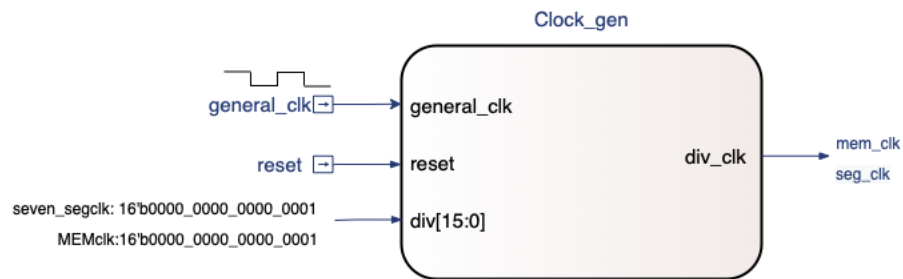 Clock_gen
general_clk
general_clk
mem_clk
reset
reset
div_clk
seg_clk
seven_segclk: 16'b0000_0000_0000_0001
div[15:0]
MEMclk:16'b0000_0000_0000_0001